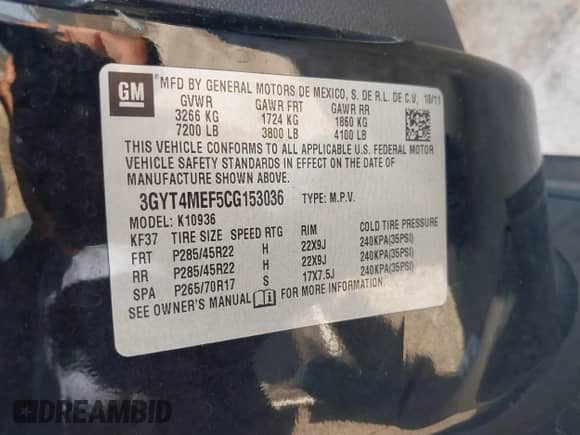 GM
*MFD BY GENERAL MOTORS DE MEXICO, S. DE R.L. DE C.V. 10/11
GVWR GAWR FRT GAWR RR
3266 KG 1724 KG 1860 KG
7200 LB 3800 LB 4100 LB
THIS VEHICLE CONFORMS TO ALL APPLICABLE U.S. FEDERAL MOTOR
VEHICLE SAFETY STANDARDS IN EFFECT ON THE DATE OF
MANUFACTURE SHOWN ABOVE.
3GYT4MEF5CG153036 TYPE: M.P.V.
MODEL: K10936
KF37 TIRE SIZE SPEED RTG RIM COLD TIRE PRESSURE
FRT P285/45R22 H 22X9J 240KPA(35PSI)
RR P285/45R22 H 22X9J 240KPA(35PSI)
SPA P265/70R17 S 17X7.5J 240KPA(35PSI)
SEE OWNER'S MANUAL i FOR MORE INFORMATION.
DREAMBID